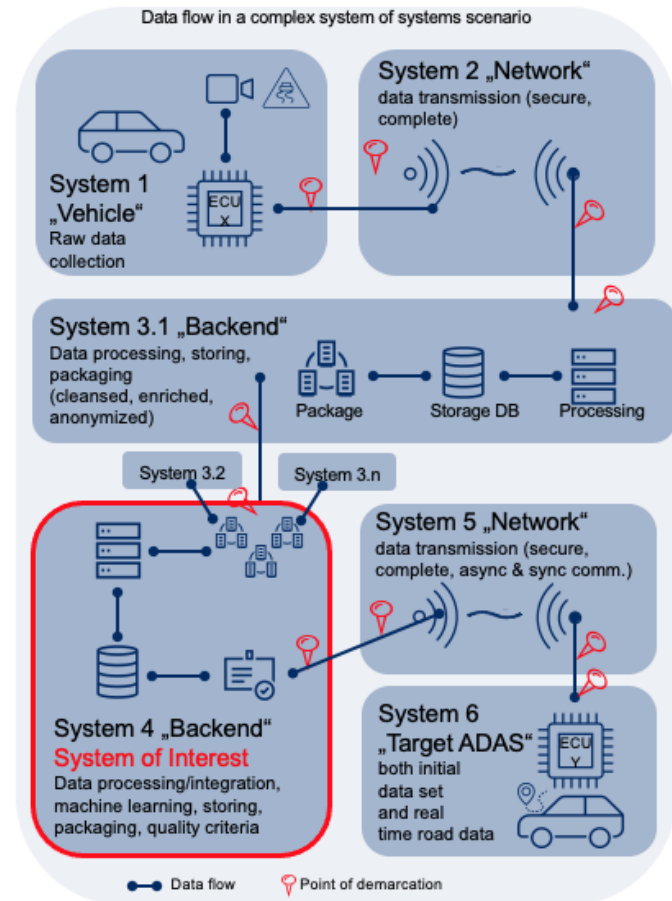 Data flow in a complex system of systems scenario
System 1
„Vehicle“
Raw data
collection
ECU
X
System 2 „Network“
data transmission (secure,
complete)
System 3.1 „Backend“
Data processing, storing,
packaging
(cleansed, enriched,
anonymized)
Package
Storage DB
Processing
System 3.2
System 3.n
System 4 „Backend“
System of Interest
Data processing/integration,
machine learning, storing,
packaging, quality criteria
System 5 „Network“
data transmission (secure,
complete, async & sync comm.)
System 6
„Target ADAS“
both initial
data set
and real
time road data
ECU
Y
Data flow
Point of demarcation